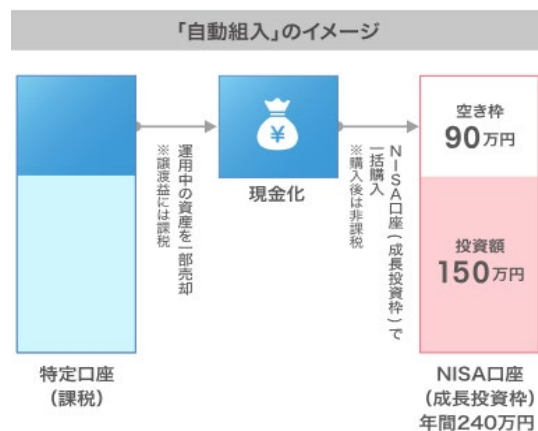 「自動組入」のイメージ
運用中の資産を一部売却
※譲渡益には課税
¥
現金化
NISA口座(成長投資枠)で
一括購入
※購入後は非課税
空き枠
90万円
投資額
150万円
特定口座
(課税)
NISA口座
(成長投資枠)
年間240万円